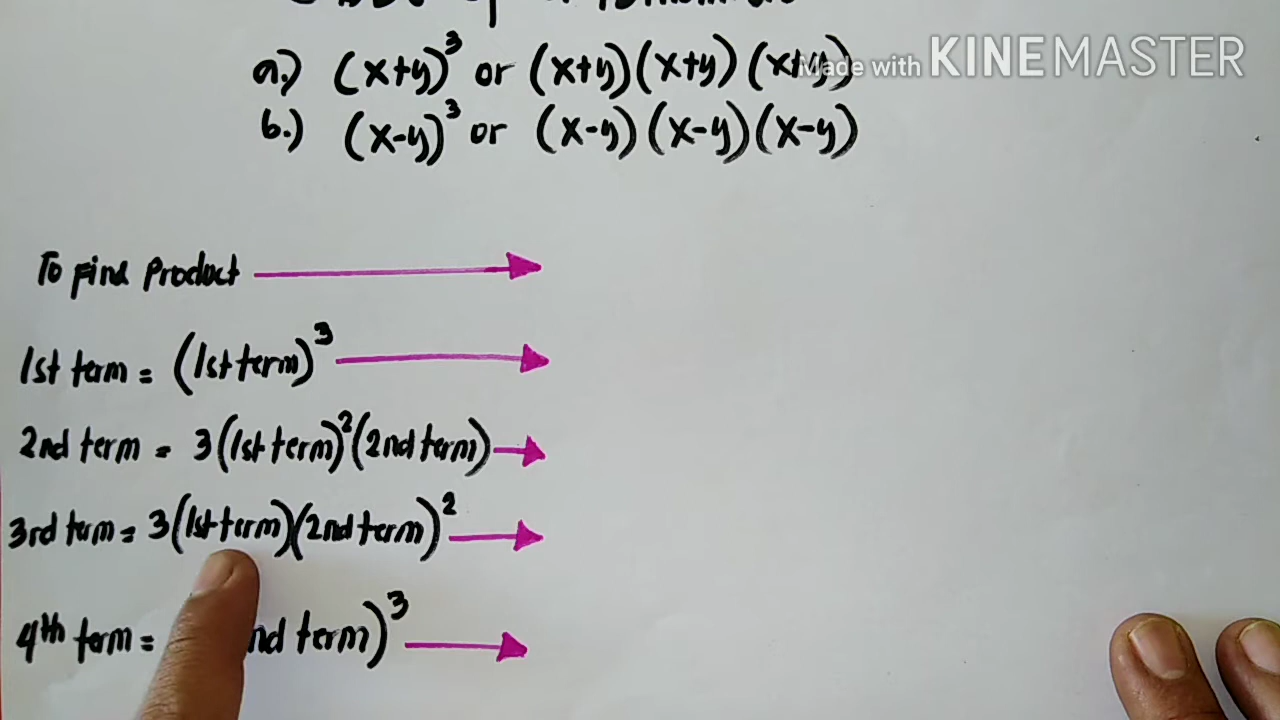 a.) (x+y)³ or (x+y)(x+y)(x+y)
Made with KINEMASTER
b.) (x-y)³ or (x-y)(x-y)(x-y)
To Find Product
1st term = (1st term)³
2nd term = 3(1st term)²(2nd term)
3rd term = 3(1st term)(2nd term)²
4th term = nd term)³